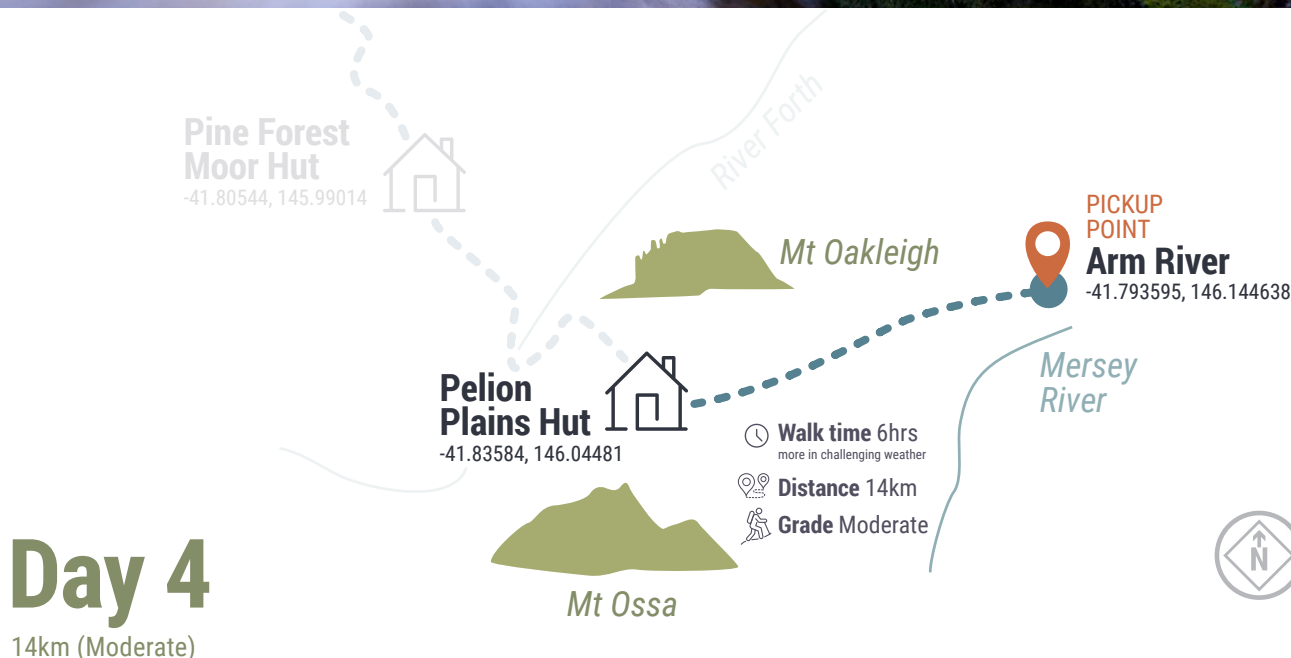 Pine Forest
Moor Hut
-41.80544, 145.99014
River Forth
Mt Oakleigh
PICKUP
POINT
Arm River
-41.793595, 146.144638
Mersey
River
Pelion
Plains Hut
-41.83584, 146.04481
Walk time 6hrs
more in challenging weather
Distance 14km
Grade Moderate
Mt Ossa
N
Day 4
14km (Moderate)